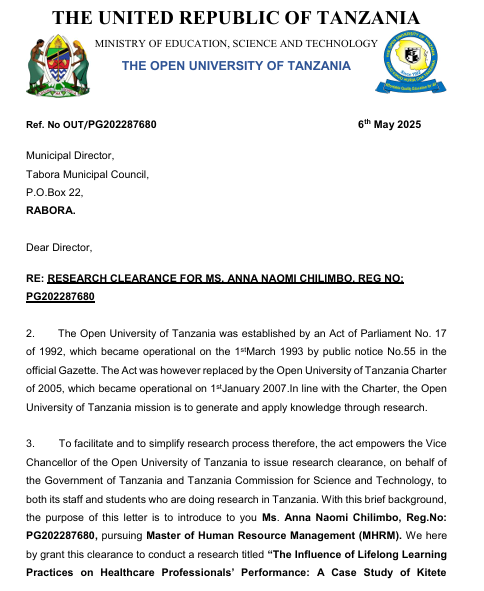 THE UNITED REPUBLIC OF TANZANIA
MINISTRY OF EDUCATION, SCIENCE AND TECHNOLOGY
THE OPEN UNIVERSITY OF TANZANIA
Ref. No OUT/PG202287680 6th May 2025
Municipal Director,
Tabora Municipal Council,
P.O.Box 22,
RABORA.
Dear Director,
RE: RESEARCH CLEARANCE FOR MS. ANNA NAOMI CHILIMBO, REG NO:
PG202287680
2. The Open University of Tanzania was established by an Act of Parliament No. 17
of 1992, which became operational on the 1stMarch 1993 by public notice No.55 in the
official Gazette. The Act was however replaced by the Open University of Tanzania Charter
of 2005, which became operational on 1stJanuary 2007.In line with the Charter, the Open
University of Tanzania mission is to generate and apply knowledge through research.
3. To facilitate and to simplify research process therefore, the act empowers the Vice
Chancellor of the Open University of Tanzania to issue research clearance, on behalf of
the Government of Tanzania and Tanzania Commission for Science and Technology, to
both its staff and students who are doing research in Tanzania. With this brief background,
the purpose of this letter is to introduce to you Ms. Anna Naomi Chilimbo, Reg.No:
PG202287680, pursuing Master of Human Resource Management (MHRM). We here
by grant this clearance to conduct a research titled “The Influence of Lifelong Learning
Practices on Healthcare Professionals’ Performance: A Case Study of Kitete